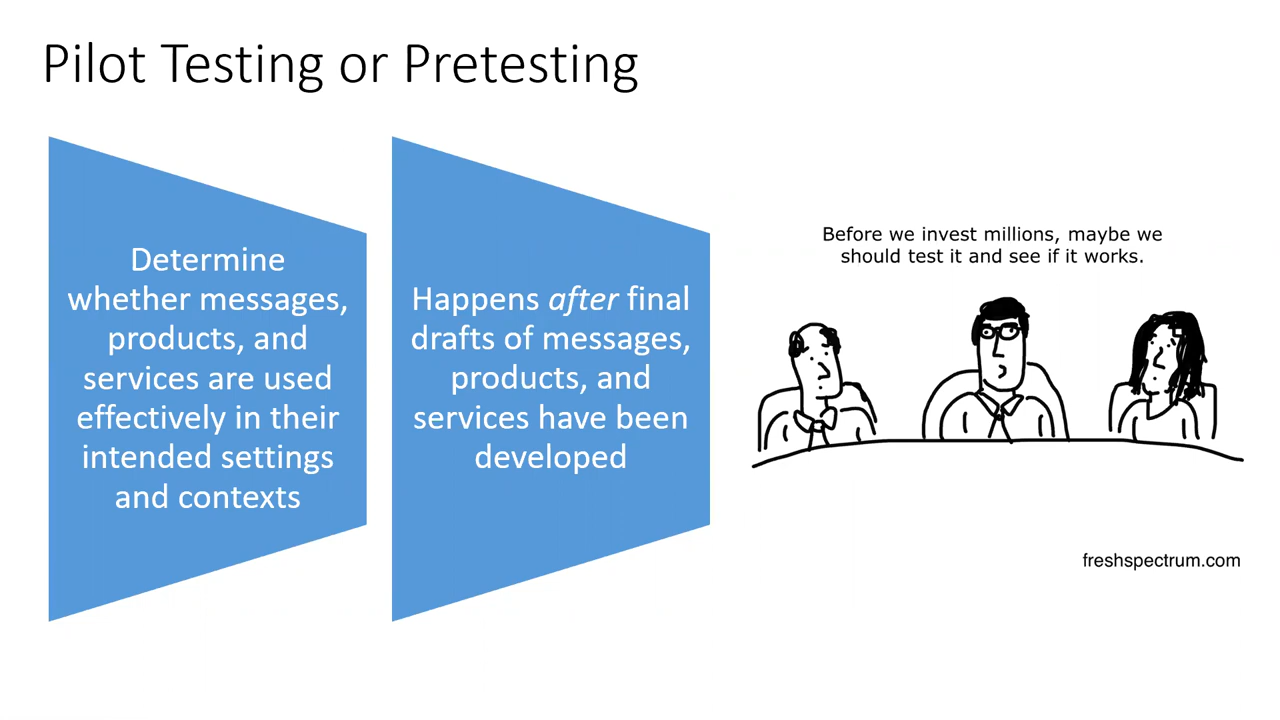 Pilot Testing or Pretesting
Determine
whether messages,
products, and
services are used
effectively in their
intended settings
and contexts
Happens after final
drafts of messages,
products, and
services have been
developed
Before we invest millions, maybe we
should test it and see if it works.
freshspectrum.com